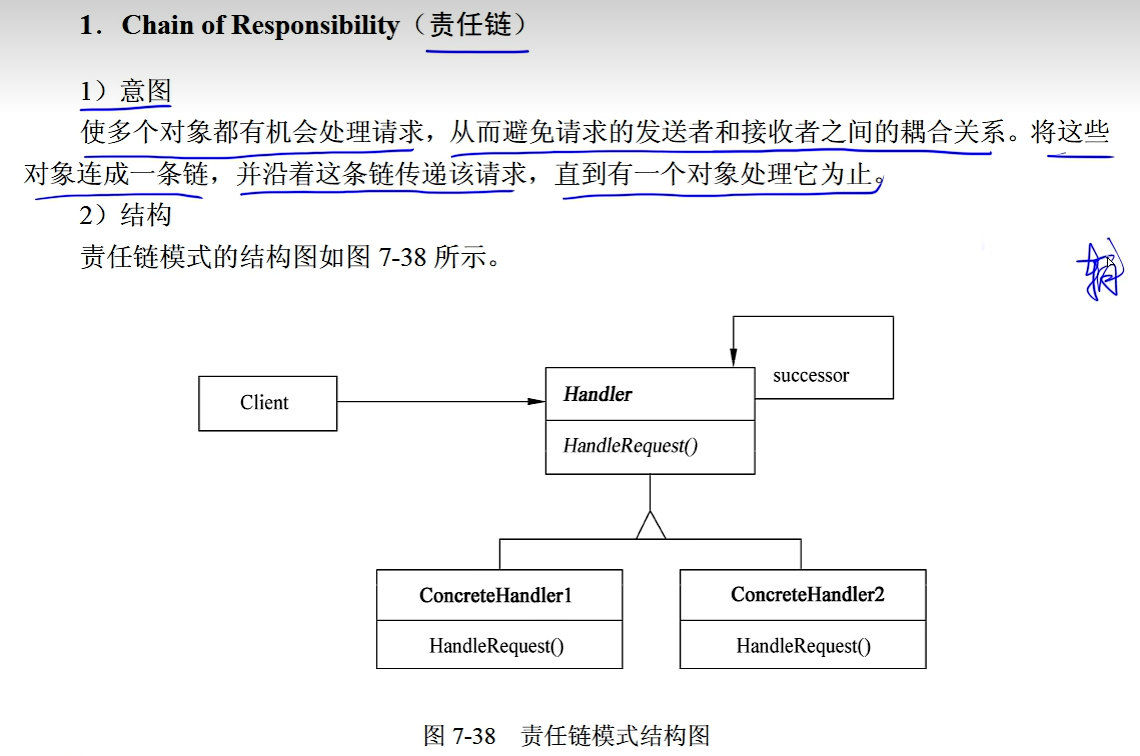 1. Chain of Responsibility（责任链）
1）意图
使多个对象都有机会处理请求，从而避免请求的发送者和接收者之间的耦合关系。将这些
对象连成一条链，并沿着这条链传递该请求，直到有一个对象处理它为止。
2）结构
责任链模式的结构图如图 7-38 所示。
successor
Client
Handler
HandleRequest()
ConcreteHandler1
ConcreteHandler2
HandleRequest()
HandleRequest()
图 7-38 责任链模式结构图